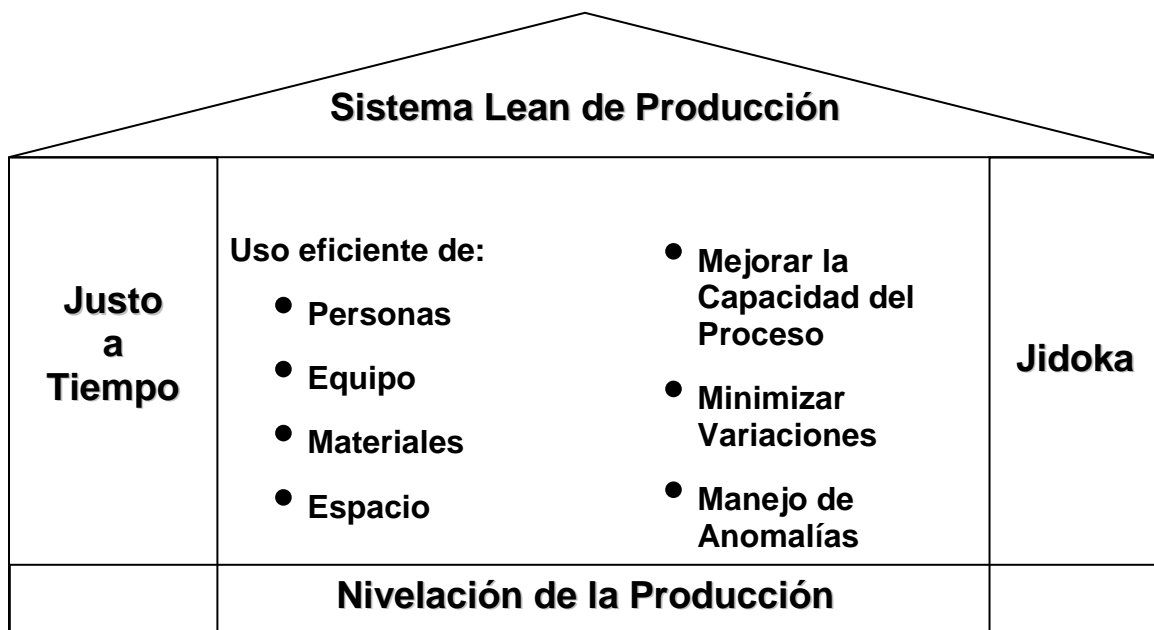 Sistema Lean de Producción
Justo
a
Tiempo
Uso eficiente de:
• Personas
• Equipo
• Materiales
• Espacio
• Mejorar la
Capacidad del
Proceso
• Minimizar
Variaciones
• Manejo de
Anomalías
Jidoka
Nivelación de la Producción